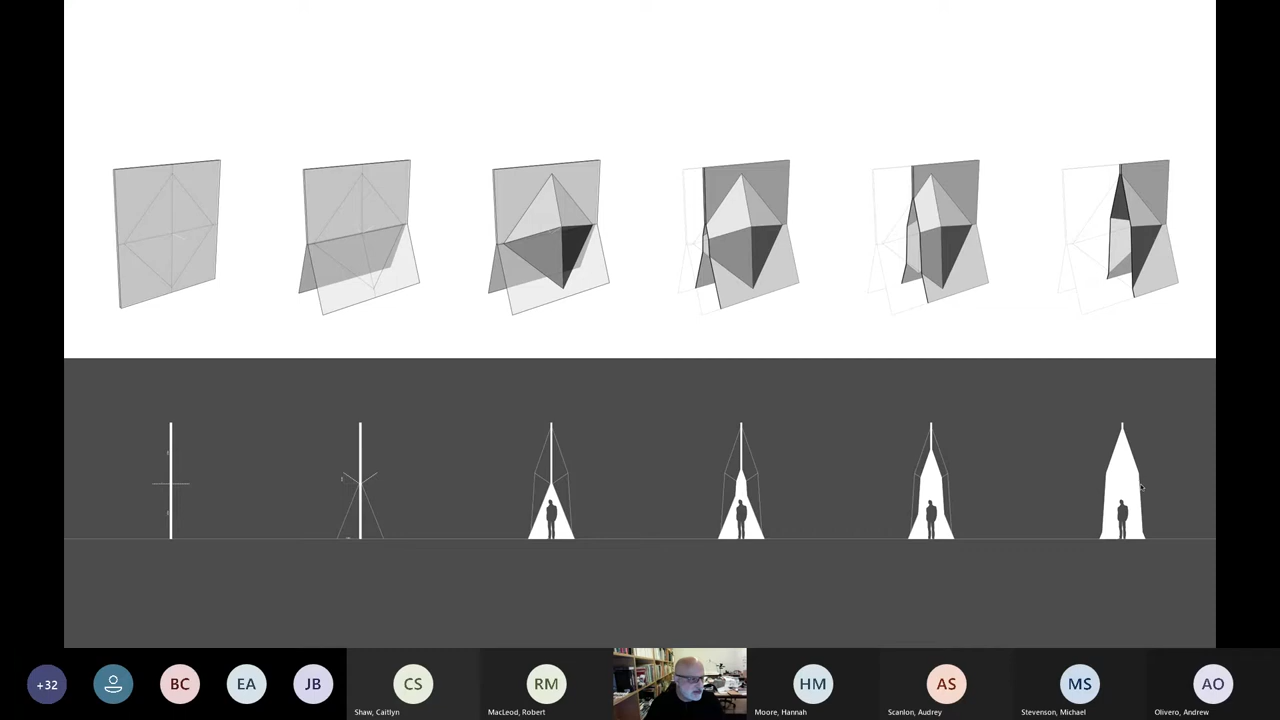 +32
BC
EA
JB
CS
Shaw, Caitlyn
RM
MacLeod, Robert
HM
Moore, Hannah
AS
Scanlon, Audrey
MS
Stevenson, Michael
AO
Olivero, Andrew